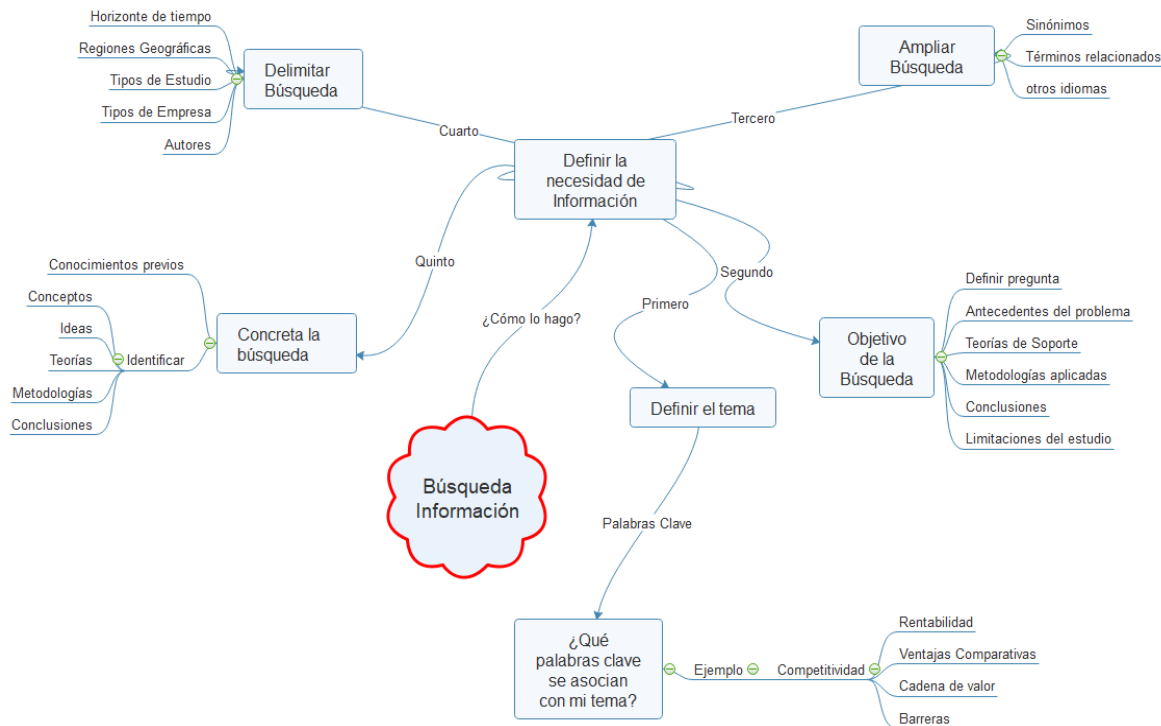 Horizonte de tiempo
Regiones Geográficas
Tipos de Estudio
Tipos de Empresa
Autores
Delimitar
Búsqueda
Cuarto
Ampliar
Búsqueda
Sinónimos
Términos relacionados
otros idiomas
Tercero
Definir la
necesidad de
Información
Quinto
Segundo
Primero
¿Cómo lo hago?
Conocimientos previos
Conceptos
Ideas
Teorías
Metodologías
Conclusiones
Identificar
Concreta la
búsqueda
Objetivo
de la
Búsqueda
Definir pregunta
Antecedentes del problema
Teorías de Soporte
Metodologías aplicadas
Conclusiones
Limitaciones del estudio
Definir el tema
Búsqueda
Información
Palabras Clave
¿Qué
palabras clave
se asocian
con mi tema?
Ejemplo
Competitividad
Rentabilidad
Ventajas Comparativas
Cadena de valor
Barreras